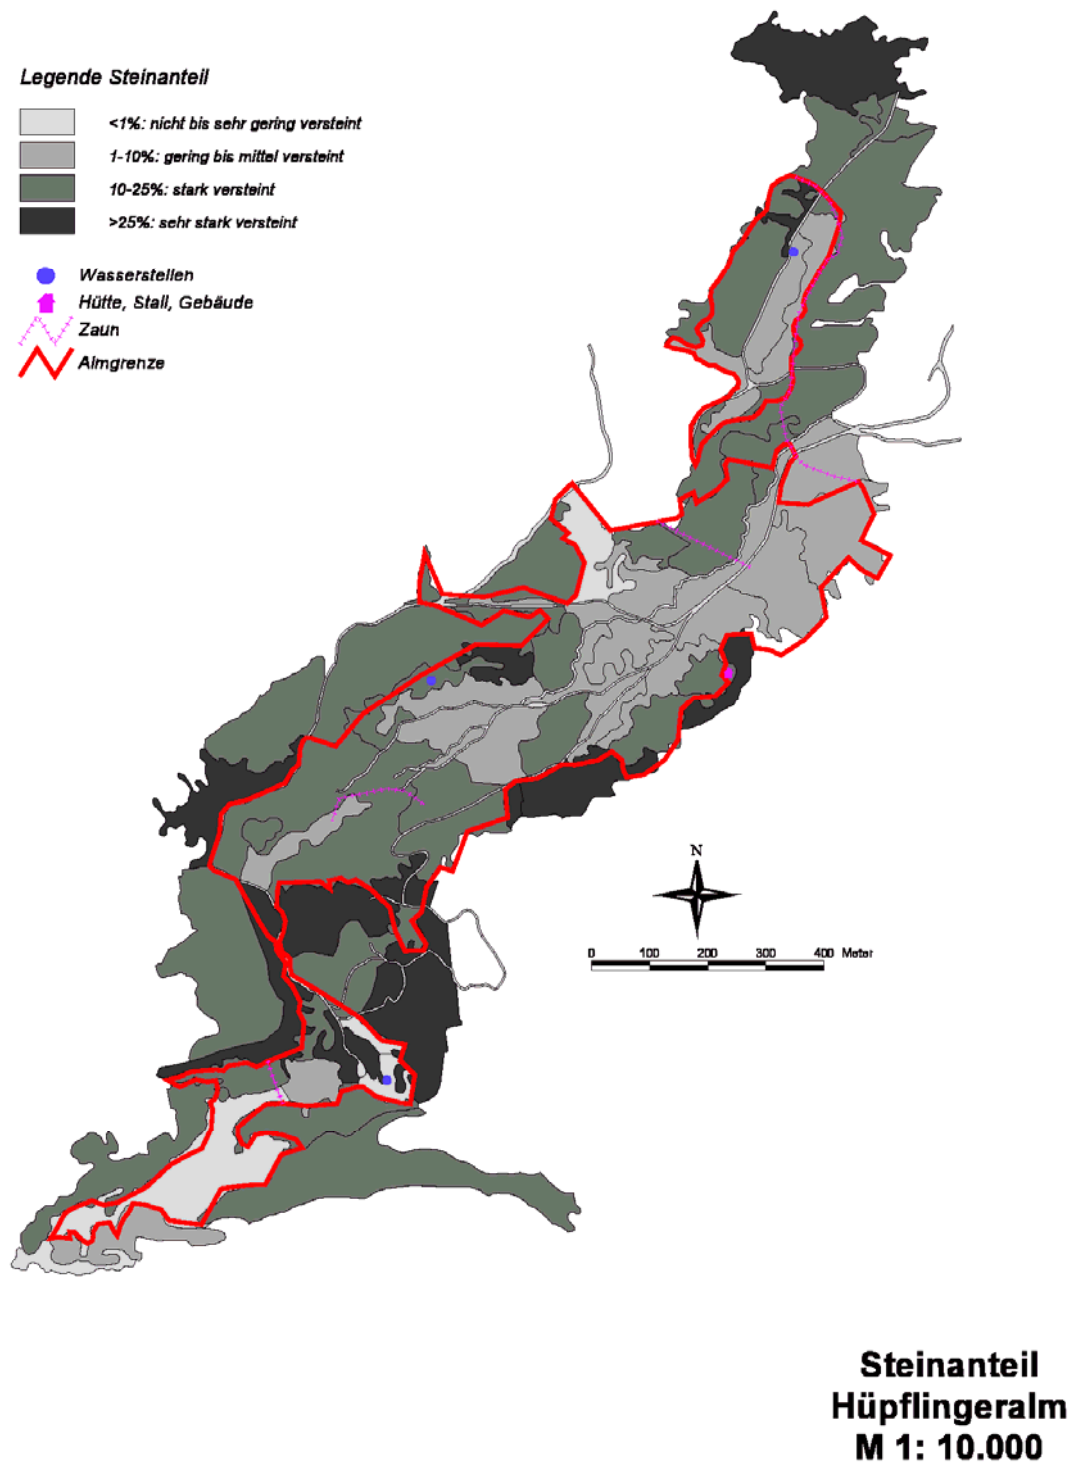 Legende Steinanteil
<1%: nicht bis sehr gering versteint
1-10%: gering bis mittel versteint
10-25%: stark versteint
>25%: sehr stark versteint
Wasserstellen
Hütte, Stall, Gebäude
Zaun
Almgrenze
N
0 100 200 300 400 Meter
Steinanteil
Hüpflingeralm
M 1: 10.000